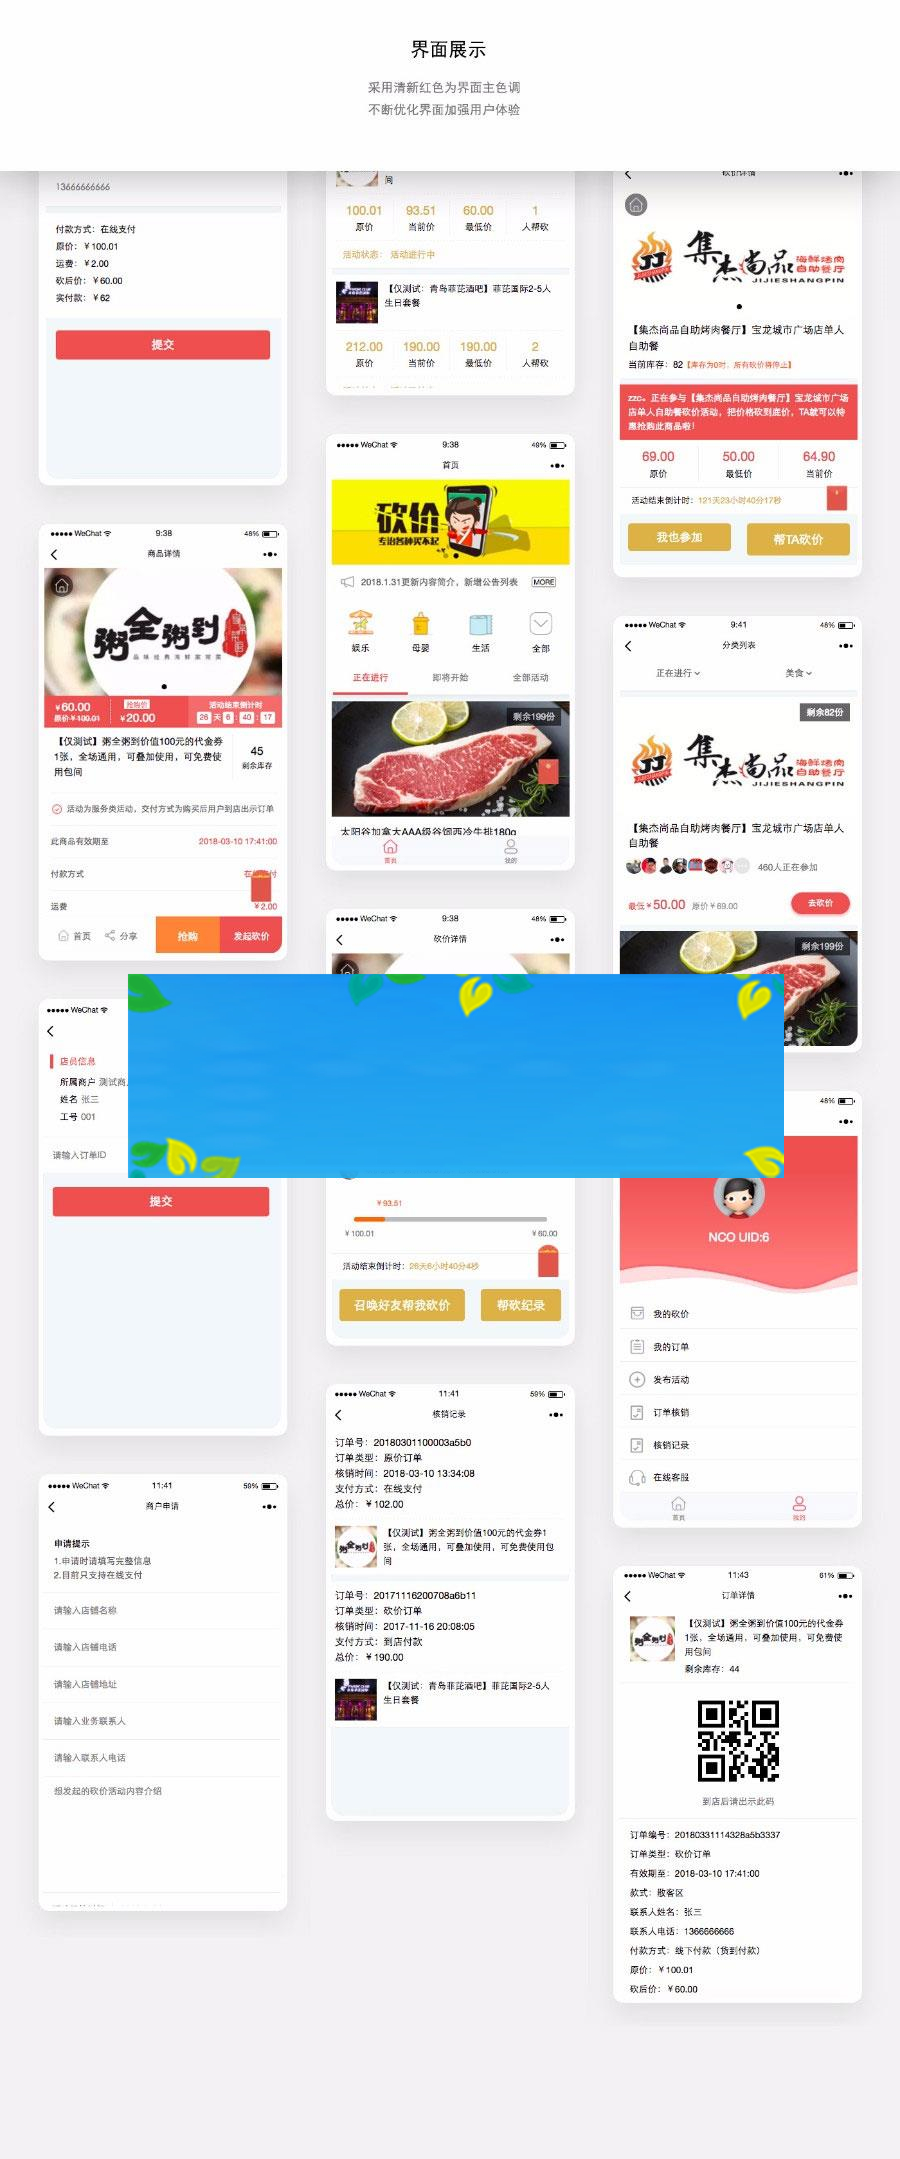 界面展示
采用清新红色为界面主色调
不断优化界面加强用户体验
13666666666
付款方式：在线支付
原价：￥100.01
运费：￥2.00
砍后价：￥60.00
实付款：￥62
提交
WeChat 9:38 48%
商品详情
粥全粥到
品味经典海鲜蜜宛粥
￥60.00 抢购价 活动结束倒计时
原价￥100.01 ￥20.00 26 天 6 : 40 : 17
【仅测试】粥全粥到价值100元的代金券
1张，全场通用，可叠加使用，可免费使
用包间
45
剩余库存
活动为服务类活动，交付方式为购买后用户到店出示订单
此商品有效期至 2018-03-10 17:41:00
付款方式
运费 ￥2.00
首页 分享 抢购 发起砍价
WeChat
店员信息
所属商户 测试商
姓名 张三
工号 001
请输入订单ID
提交
WeChat 11:41 59%
商户申请
申请提示
1.申请时请填写完整信息
2.目前只支持在线支付
请输入店铺名称
请输入店铺电话
请输入店铺地址
请输入业务联系人
请输入联系人电话
想发起的砍价活动内容介绍
间
100.01 93.51 60.00 1
原价 当前价 最低价 人帮砍
活动状态： 活动进行中
【仅测试：青岛菲芘酒吧】菲芘国际2-5人
生日套餐
212.00 190.00 190.00 2
原价 当前价 最低价 人帮砍
WeChat 9:38 49%
首页
砍价
专治各种买不起
2018.1.31更新内容简介，新增公告列表 MORE
娱乐 母婴 生活 全部
正在进行 即将开始 全部活动
剩余199份
太阳谷加拿大AAA级谷饲西冷牛排180g
首页 我的
WeChat 9:38 48%
砍价详情
￥93.51
￥100.01 ￥60.00
活动结束倒计时：26天6小时40分4秒
召唤好友帮我砍价 帮砍纪录
WeChat 11:41 59%
核销记录
订单号：20180301100003a5b0
订单类型：原价订单
核销时间：2018-03-10 13:34:08
支付方式：在线支付
总价：￥102.00
【仅测试】粥全粥到价值100元的代金券1
张，全场通用，可叠加使用，可免费使用包
间
订单号：20171116200708a6b11
订单类型：砍价订单
核销时间：2017-11-16 20:08:05
支付方式：到店付款
总价：￥190.00
【仅测试：青岛菲芘酒吧】菲芘国际2-5人
生日套餐
砍价详情
集杰尚品 海鲜烤肉
自助餐厅
JIJIESHANGPIN
【集杰尚品自助烤肉餐厅】宝龙城市广场店单人
自助餐
当前库存：82【库存为0时，所有砍价将停止】
zzc。正在参与【集杰尚品自助烤肉餐厅】宝龙城市广场
店单人自助餐砍价活动，把价格砍到底价，TA就可以特
惠抢购此商品啦！
69.00 50.00 64.90
原价 最低价 当前价
活动结束倒计时：121天23小时40分17秒
我也参加 帮TA砍价
WeChat 9:41 48%
分类列表
正在进行 美食
剩余82份
集杰尚品 海鲜烤肉
自助餐厅
JIJIESHANGPIN
【集杰尚品自助烤肉餐厅】宝龙城市广场店单人
自助餐
460人正在参加
最低￥50.00 原价￥69.00 去砍价
剩余199份
48%
NCO UID:6
我的砍价
我的订单
发布活动
订单核销
核销记录
在线客服
首页 我的
WeChat 11:43 61%
订单详情
【仅测试】粥全粥到价值100元的代金券
1张，全场通用，可叠加使用，可免费使
用包间
剩余库存：44
到店后请出示此码
订单编号：20180331114328a5b3337
订单类型：砍价订单
有效期至：2018-03-10 17:41:00
款式：散客区
联系人姓名：张三
联系人电话：1366666666
付款方式：线下付款（货到付款）
原价：￥100.01
砍后价：￥60.00